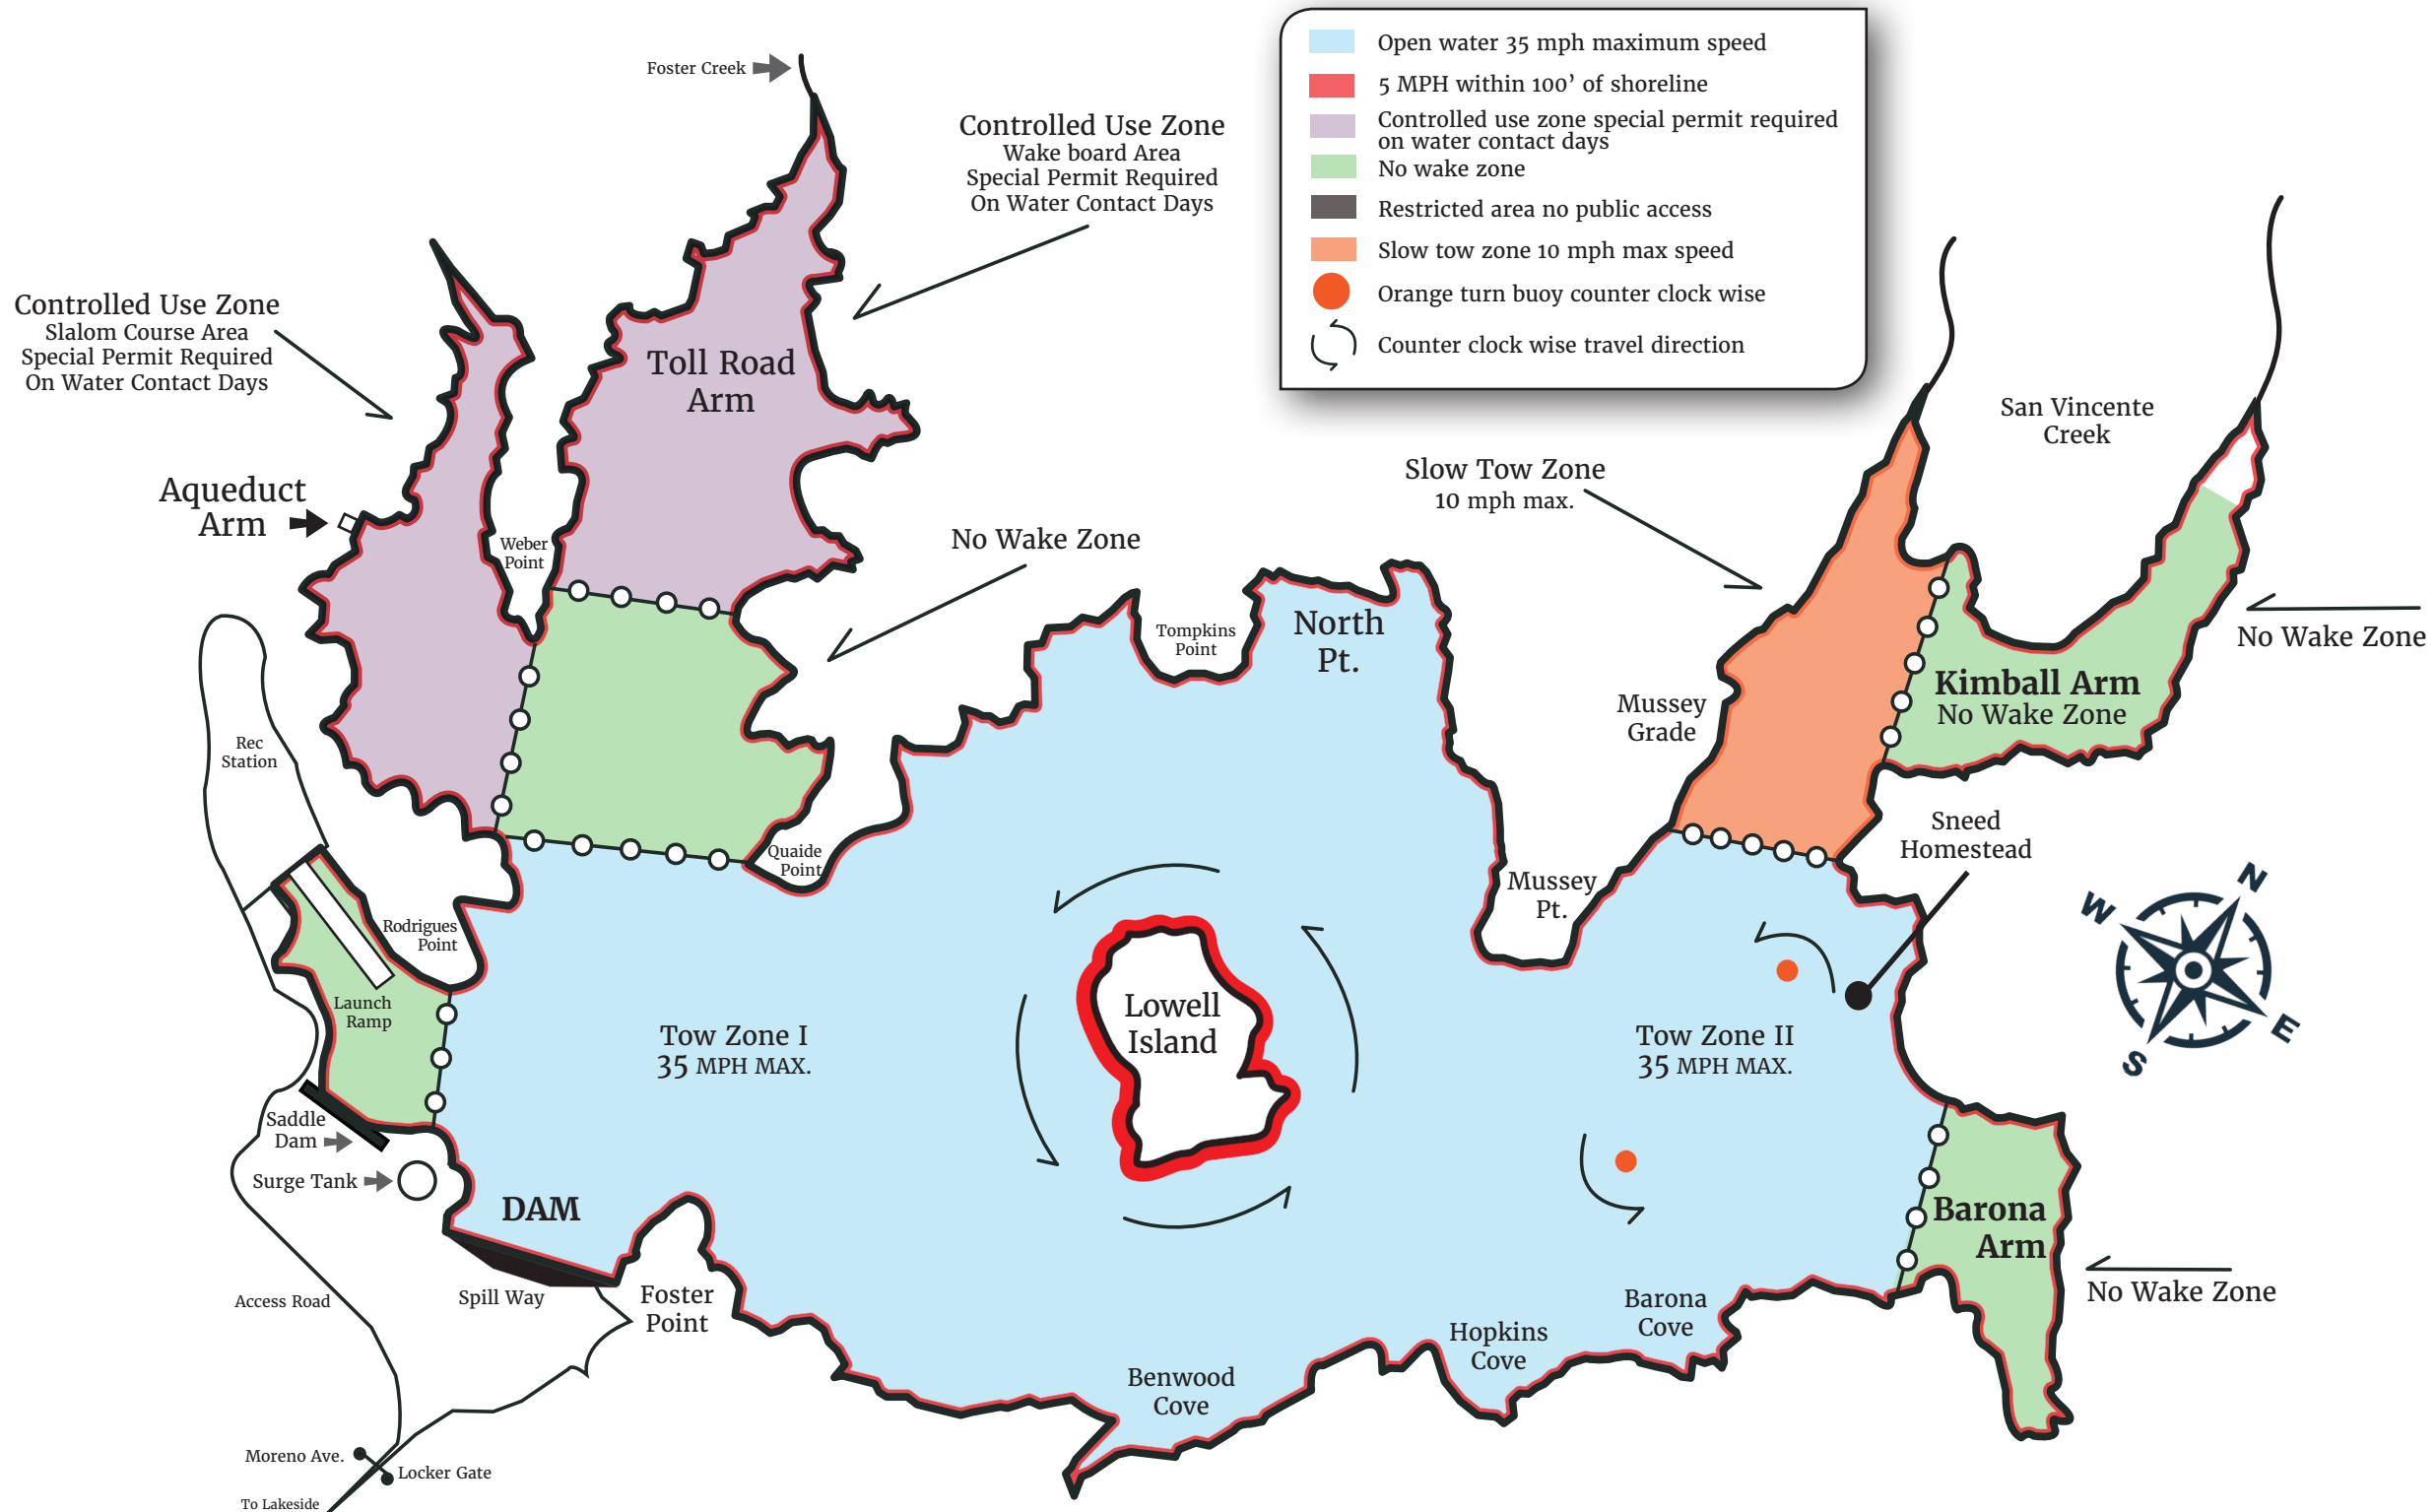 Foster Creek
Controlled Use Zone
Wake board Area
Special Permit Required
On Water Contact Days
Open water 35 mph maximum speed
5 MPH within 100’ of shoreline
Controlled use zone special permit required
on water contact days
No wake zone
Restricted area no public access
Slow tow zone 10 mph max speed
Orange turn buoy counter clock wise
Counter clock wise travel direction
Controlled Use Zone
Slalom Course Area
Special Permit Required
On Water Contact Days
Toll Road
Arm
San Vincente
Creek
Slow Tow Zone
10 mph max.
Aqueduct
Arm
Weber
Point
No Wake Zone
Tompkins
Point
North
Pt.
No Wake Zone
Kimball Arm
No Wake Zone
Mussey
Grade
Rec
Station
Sneed
Homestead
Quaide
Point
Mussey
Pt.
Rodrigues
Point
N
W
E
S
Launch
Ramp
Lowell
Island
Tow Zone I
35 MPH MAX.
Tow Zone II
35 MPH MAX.
Saddle
Dam
Surge Tank
DAM
Barona
Arm
Access Road
Spill Way
Foster
Point
No Wake Zone
Barona
Cove
Hopkins
Cove
Benwood
Cove
Moreno Ave.
Locker Gate
To Lakeside